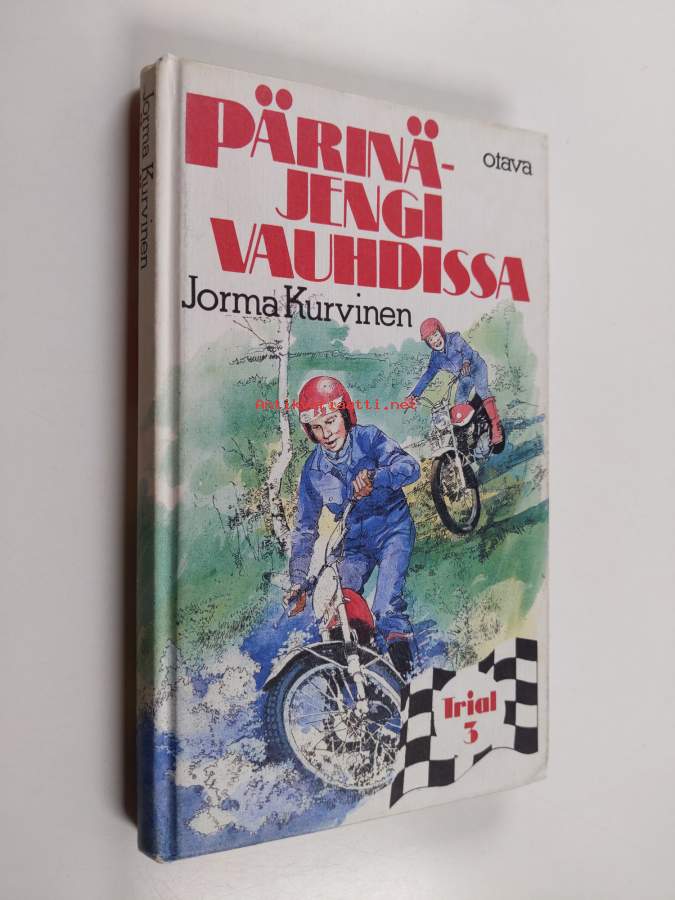 Jorma Kurvinen
PÄRINÄ-
JENGI
VAUHDISSA
otava
Jorma Kurvinen
Antikvariaatti.net
Trial
3